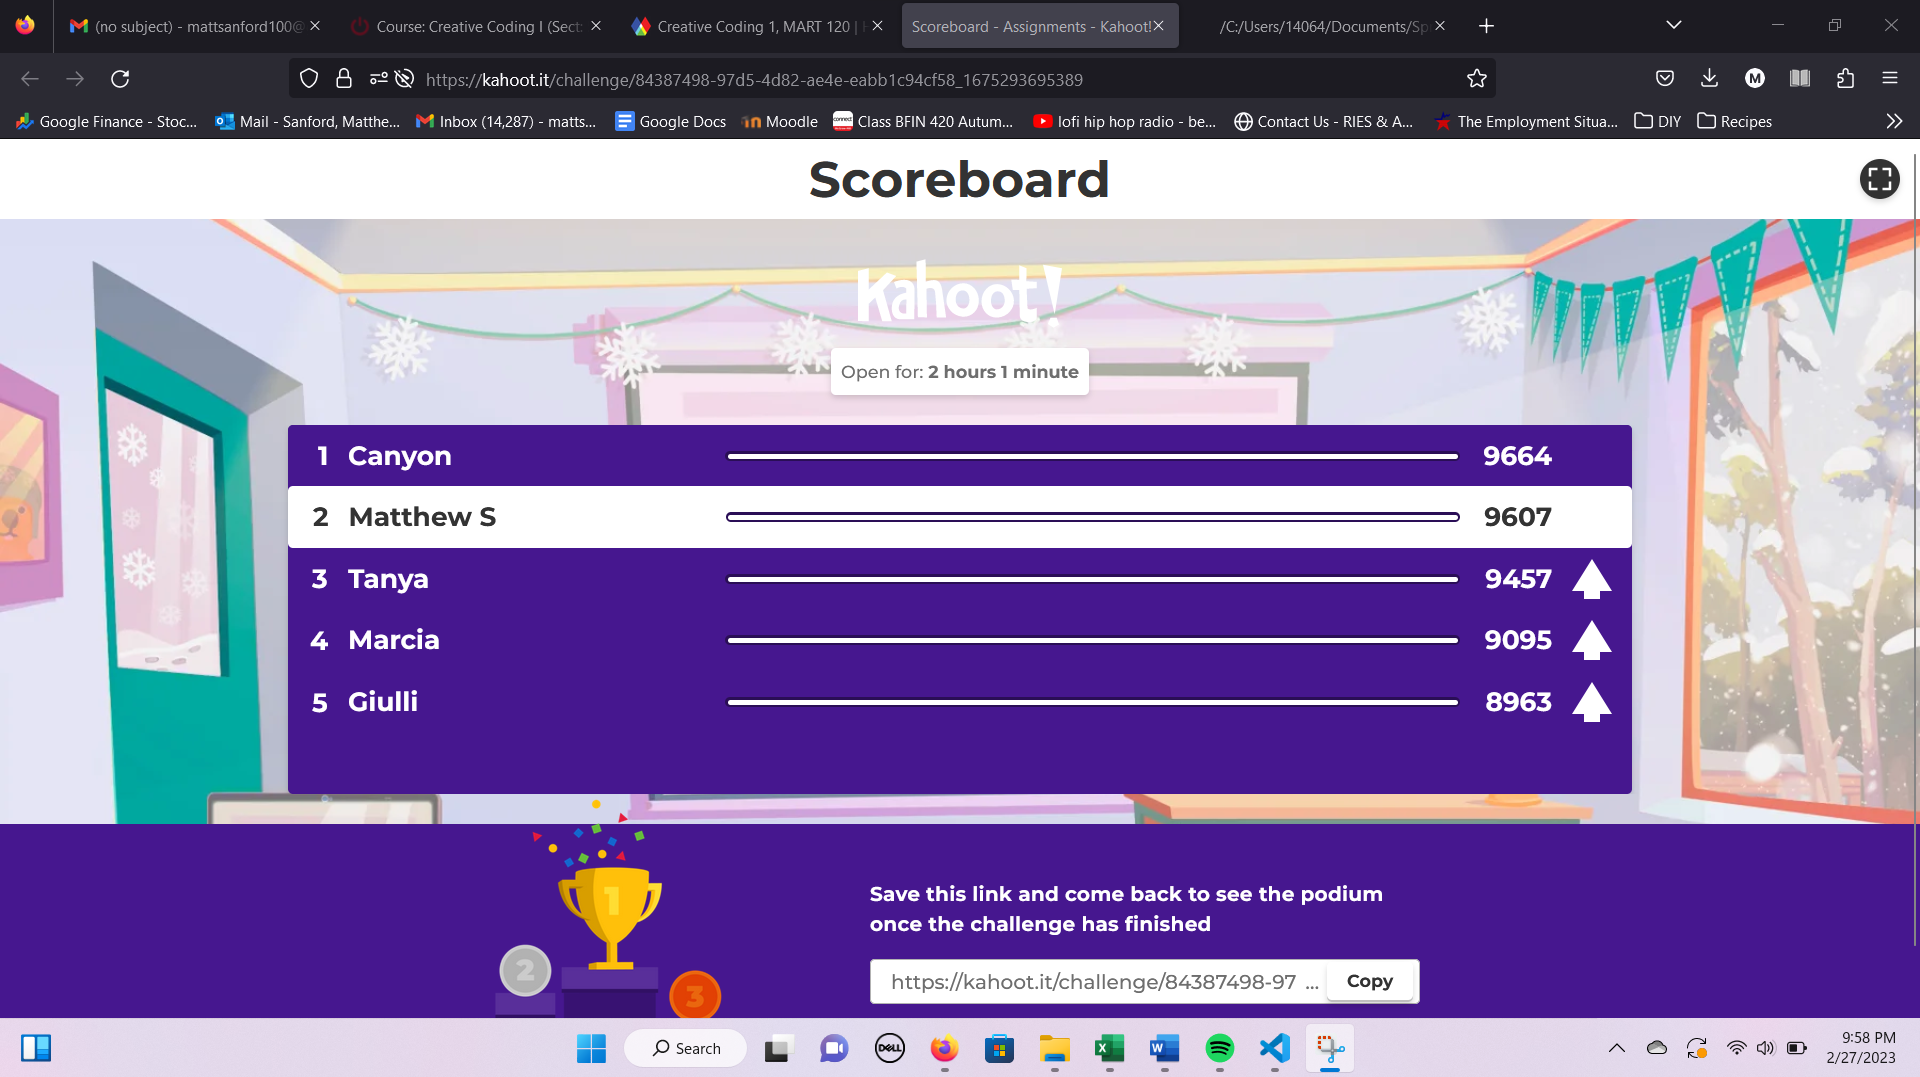 (no subject) - mattsanford100@
Course: Creative Coding I (Sect
Creative Coding 1, MART 120 | H
Scoreboard - Assignments - Kahoot!
/C:/Users/14064/Documents/Sp
https://kahoot.it/challenge/84387498-97d5-4d82-ae4e-eabb1c94cf58_1675293695389
M
Google Finance - Stoc...
Mail - Sanford, Matthe...
Inbox (14,287) - matts...
Google Docs
Moodle
Class BFIN 420 Autum...
lofi hip hop radio - be...
Contact Us - RIES & A...
The Employment Situa...
DIY
Recipes
Scoreboard
Kahoot!
Open for: 2 hours 1 minute
1 Canyon 9664
2 Matthew S 9607
3 Tanya 9457
4 Marcia 9095
5 Giulli 8963
1
2
3
Save this link and come back to see the podium
once the challenge has finished
https://kahoot.it/challenge/84387498-97 ...
Copy
Search
DELL
9:58 PM
2/27/2023